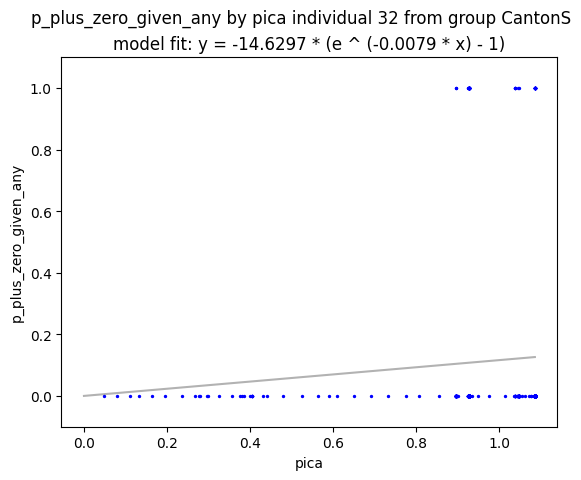 p_plus_zero_given_any by pica individual 32 from group CantonS
model fit: y = -14.6297 * (e ^ (-0.0079 * x) - 1)
1.0
0.8
0.6
0.4
0.2
0.0
p_plus_zero_given_any
0.0 0.2 0.4 0.6 0.8 1.0
pica